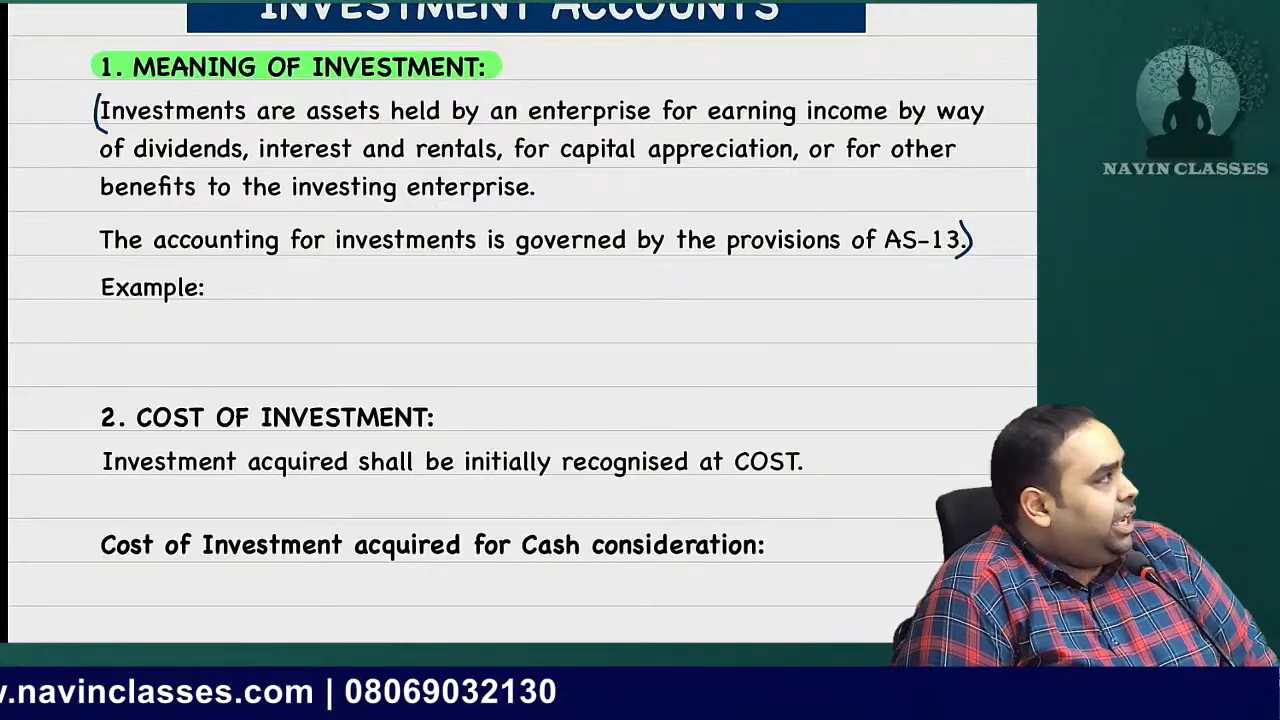 INVESTMENT ACCOUNTS
1. MEANING OF INVESTMENT:
Investments are assets held by an enterprise for earning income by way
of dividends, interest and rentals, for capital appreciation, or for other
benefits to the investing enterprise.
The accounting for investments is governed by the provisions of AS-13.
Example:
2. COST OF INVESTMENT:
Investment acquired shall be initially recognised at COST.
Cost of Investment acquired for Cash consideration:
NAVIN CLASSES
.navinclasses.com | 08069032130